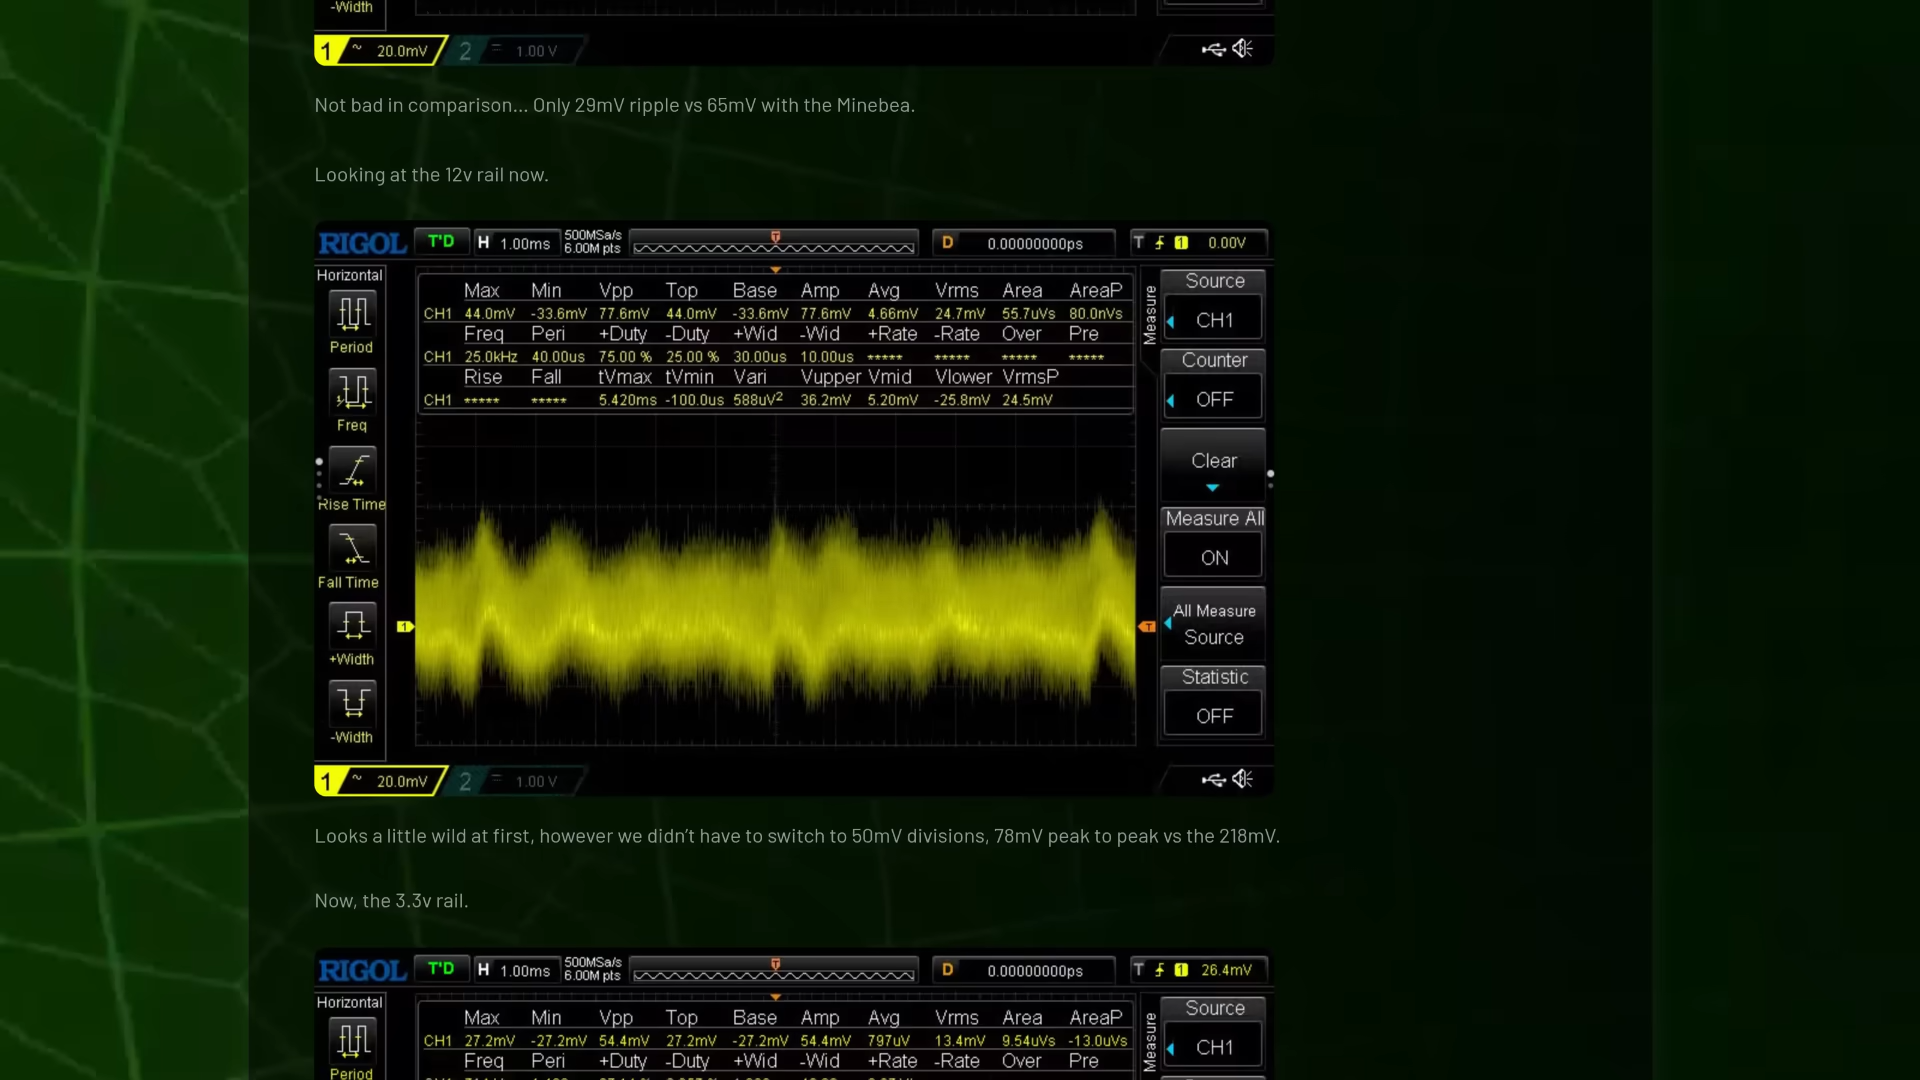 -Width
1 ~ 20.0mV 2 = 1.00 V
Not bad in comparison... Only 29mV ripple vs 65mV with the Minebea.
Looking at the 12v rail now.
RIGOL T'D H 1.00ms 500MSa/s 6.00M pts T D 0.00000000ps T 1 0.00V
Horizontal
Period
Freq
Rise Time
Fall Time
+Width
-Width
Max Min Vpp Top Base Amp Avg Vrms Area AreaP
CH1 44.0mV -33.6mV 77.6mV 44.0mV -33.6mV 77.6mV 4.66mV 24.7mV 55.7uVs 80.0nVs
Freq Peri +Duty -Duty +Wid -Wid +Rate -Rate Over Pre
CH1 25.0kHz 40.00us 75.00 % 25.00 % 30.00us 10.00us ***** ***** ***** *****
Rise Fall tVmax tVmin Vari Vupper Vmid Vlower VrmsP
CH1 ***** ***** 5.420ms -100.0us 588uV² 36.2mV 5.20mV -25.8mV 24.5mV
1
T
Measure
Source
CH1
Counter
OFF
Clear
Measure All
ON
All Measure
Source
Statistic
OFF
1 ~ 20.0mV 2 = 1.00 V
Looks a little wild at first, however we didn’t have to switch to 50mV divisions, 78mV peak to peak vs the 218mV.
Now, the 3.3v rail.
RIGOL T'D H 1.00ms 500MSa/s 6.00M pts T D 0.00000000ps T 1 26.4mV
Horizontal
Period
Max Min Vpp Top Base Amp Avg Vrms Area AreaP
CH1 27.2mV -27.2mV 54.4mV 27.2mV -27.2mV 54.4mV 797uV 13.4mV 9.54uVs -13.0uVs
Freq Peri +Duty -Duty +Wid -Wid +Rate -Rate Over Pre
Measure
Source
CH1